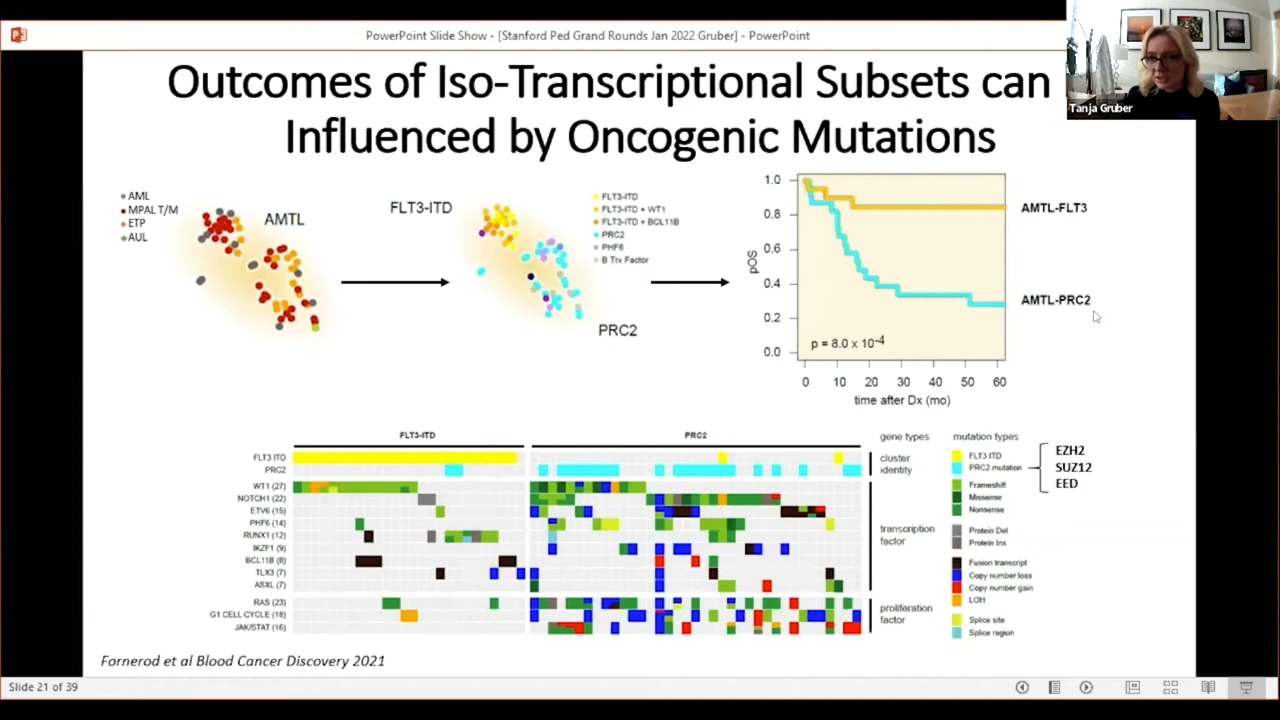 PowerPoint Slide Show - [Stanford Ped Grand Rounds Jan 2022 Gruber] - PowerPoint
Tanja Gruber
Outcomes of Iso-Transcriptional Subsets can
Influenced by Oncogenic Mutations
AML
MPAL T/M
ETP
AUL
AMTL
FLT3-ITD
FLT3-ITD
FLT3-ITD + WT1
FLT3-ITD + BCL11B
PRC2
PHF6
B Trx Factor
PRC2
pOS
1.0
0.8
0.6
0.4
0.2
0.0
p = 8.0 x 10-4
0 10 20 30 40 50 60
time after Dx (mo)
AMTL-FLT3
AMTL-PRC2
FLT3-ITD
PRC2
FLT3 ITD
PRC2
WT1 (27)
NOTCH1 (22)
ETV6 (15)
PHF6 (14)
RUNX1 (12)
IKZF1 (9)
BCL11B (8)
TLX3 (7)
ASXL (7)
RAS (23)
G1 CELL CYCLE (18)
JAK/STAT (16)
gene types
cluster
identity
transcription
factor
proliferation
factor
mutation types
FLT3 ITD
PRC2 mutation
Frameshift
Missense
Nonsense
Protein Del
Protein Ins
Fusion transcript
Copy number loss
Copy number gain
LOH
Splice site
Splice region
EZH2
SUZ12
EED
Fornerod et al Blood Cancer Discovery 2021
Slide 21 of 39